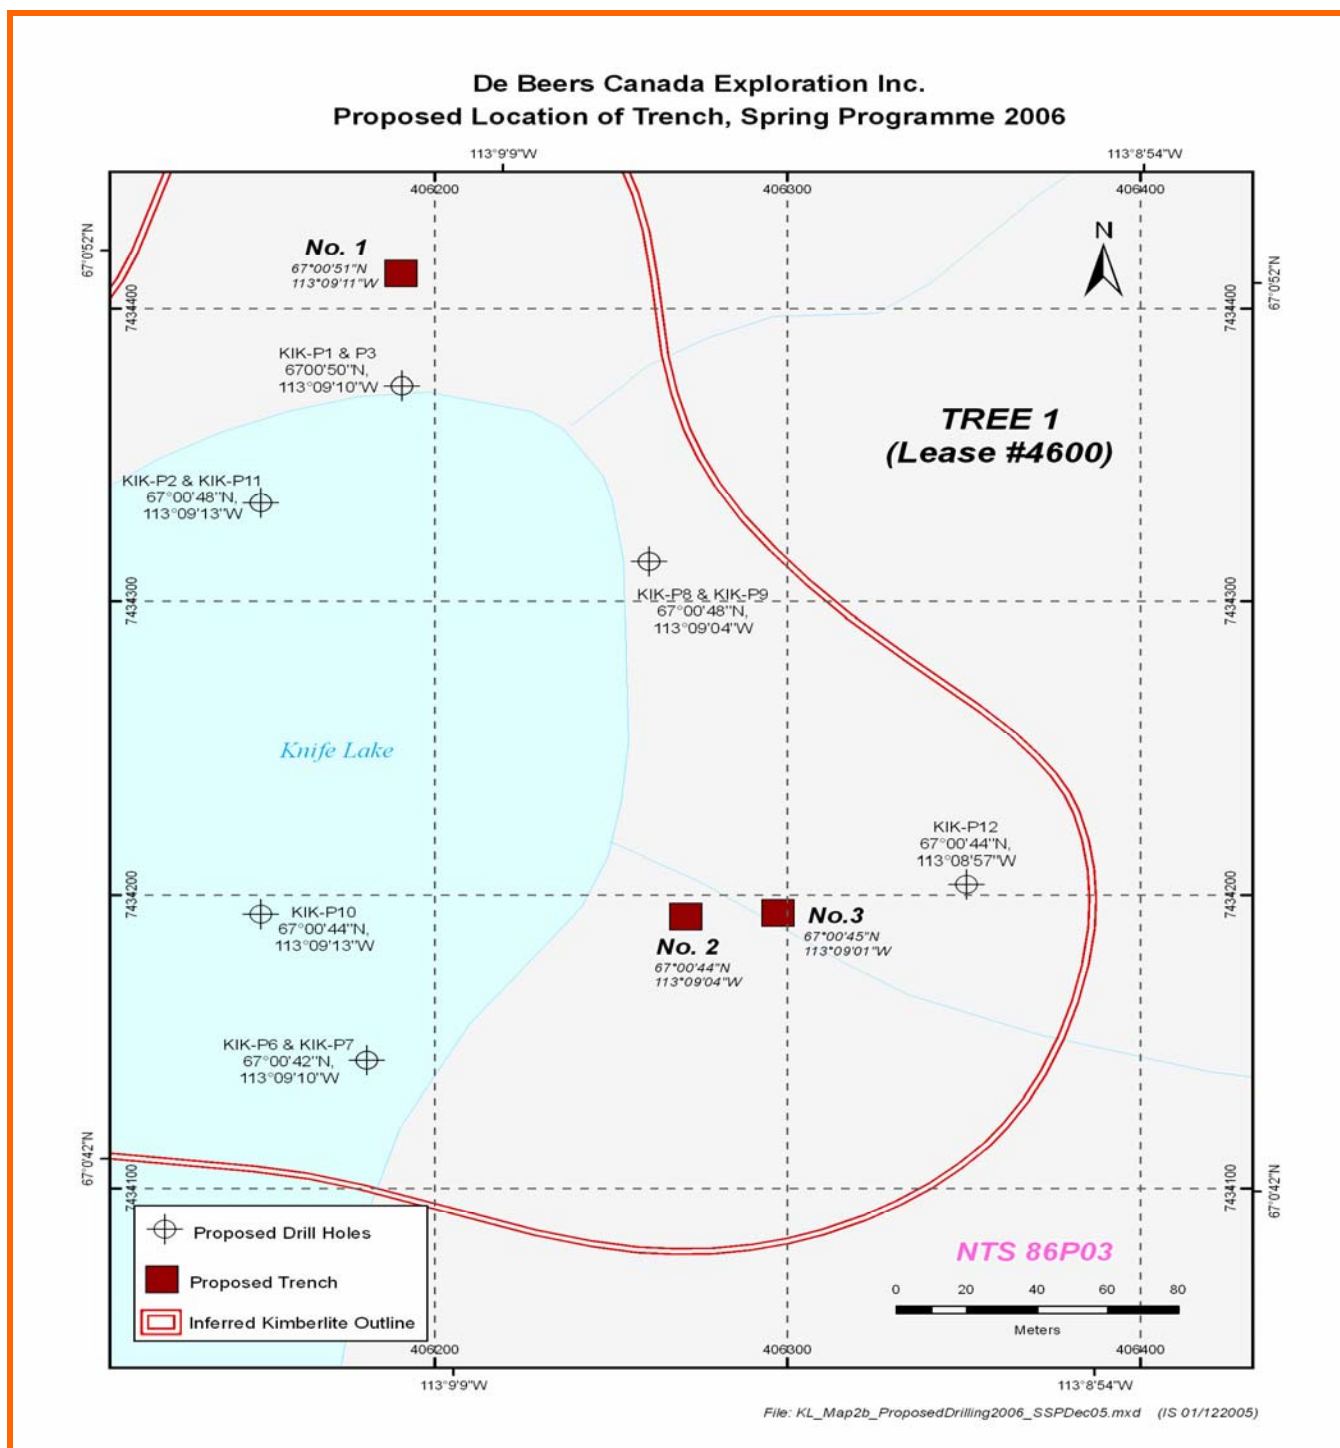 De Beers Canada Exploration Inc.
Proposed Location of Trench, Spring Programme 2006
113°9'9"W
113°8'54"W
406200
406300
406400
67°0'52"N
67°0'52"N
No. 1
67°00'51"N
113°09'11"W
N
7434400
7434400
KIK-P1 & P3
6700'50"N,
113°09'10"W
TREE 1
(Lease #4600)
KIK-P2 & KIK-P11
67°00'48"N,
113°09'13"W
7434300
7434300
KIK-P8 & KIK-P9
67°00'48"N,
113°09'04"W
Knife Lake
KIK-P12
67°00'44"N,
113°08'57"W
7434200
7434200
KIK-P10
67°00'44"N,
113°09'13"W
No. 2
67°00'44"N
113°09'04"W
No.3
67°00'45"N
113°09'01"W
KIK-P6 & KIK-P7
67°00'42"N,
113°09'10"W
67°0'42"N
67°0'42"N
7434100
7434100
Proposed Drill Holes
Proposed Trench
Inferred Kimberlite Outline
NTS 86P03
0 20 40 60 80
Meters
406200
406300
406400
113°9'9"W
113°8'54"W
File: KL_Map2b_ProposedDrilling2006_SSPDec05.mxd (IS 01/122005)